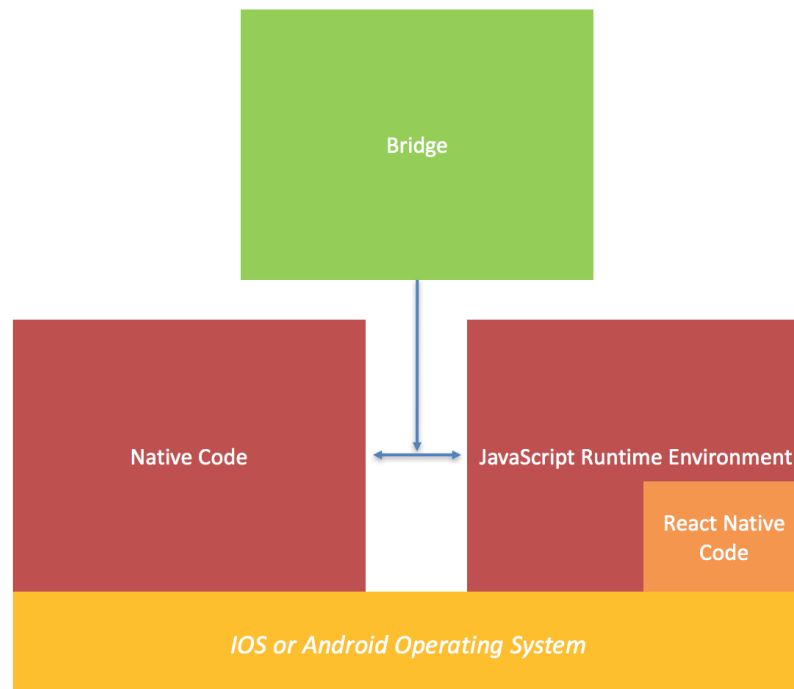 Bridge
Native Code
JavaScript Runtime Environment
React Native
Code
IOS or Android Operating System